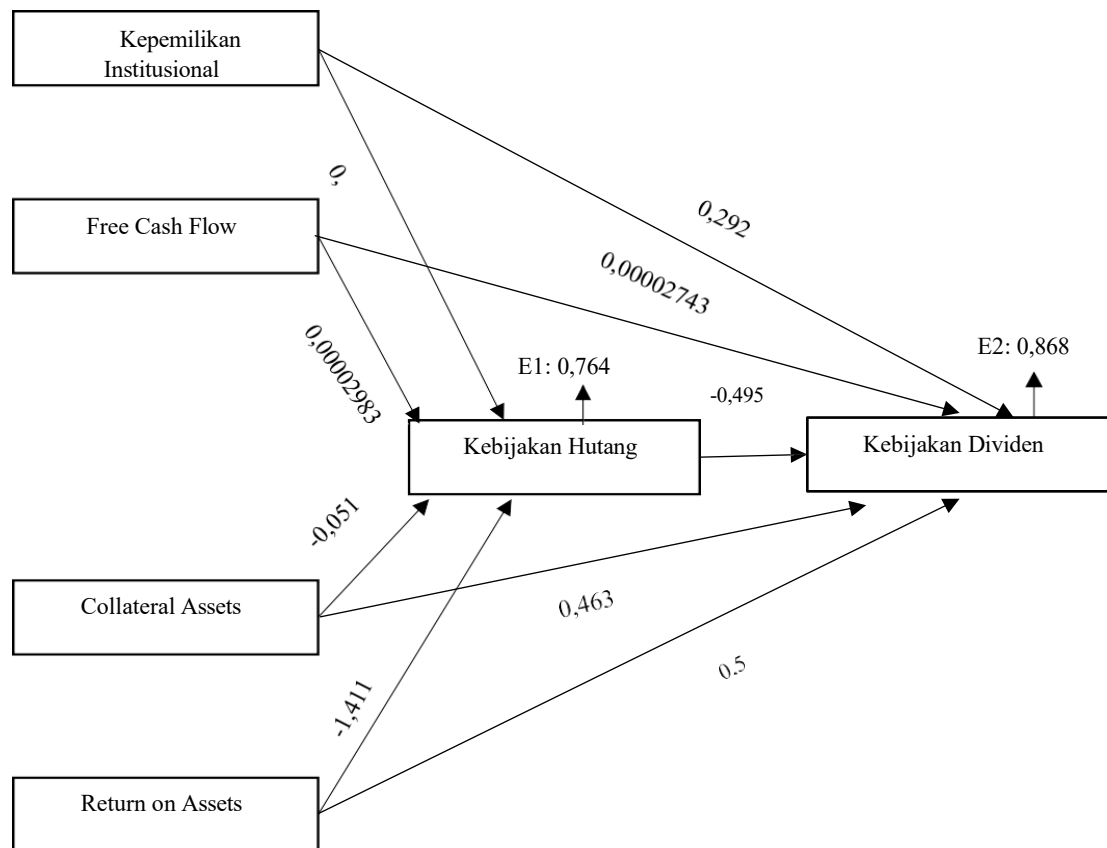 Kepemilikan
Institusional
0,
0,292
Free Cash Flow
0,00002743
0,00002983
E1: 0,764
E2: 0,868
-0,495
Kebijakan Hutang
Kebijakan Dividen
-0,051
Collateral Assets
0,463
0.5
-1,411
Return on Assets